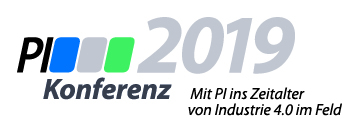 PI 2019
Konferenz
Mit PI ins Zeitalter
von Industrie 4.0 im Feld